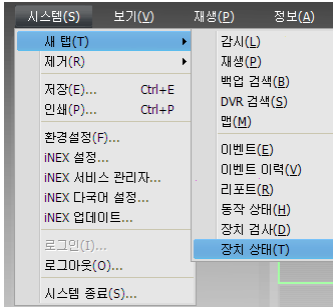 시스템(S) 보기(V) 재생(P) 정보(A)
새 탭(T)
제거(R)
저장(E)... Ctrl+E
인쇄(P)... Ctrl+P
환경설정(F)...
iNEX 설정...
iNEX 서비스 관리자...
iNEX 다국어 설정...
iNEX 업데이트...
로그인(I)...
로그아웃(O)...
시스템 종료(S)...
감시(L)
재생(P)
백업 검색(B)
DVR 검색(S)
맵(M)
이벤트(E)
이벤트 이력(V)
리포트(R)
동작 상태(H)
장치 검사(D)
장치 상태(T)